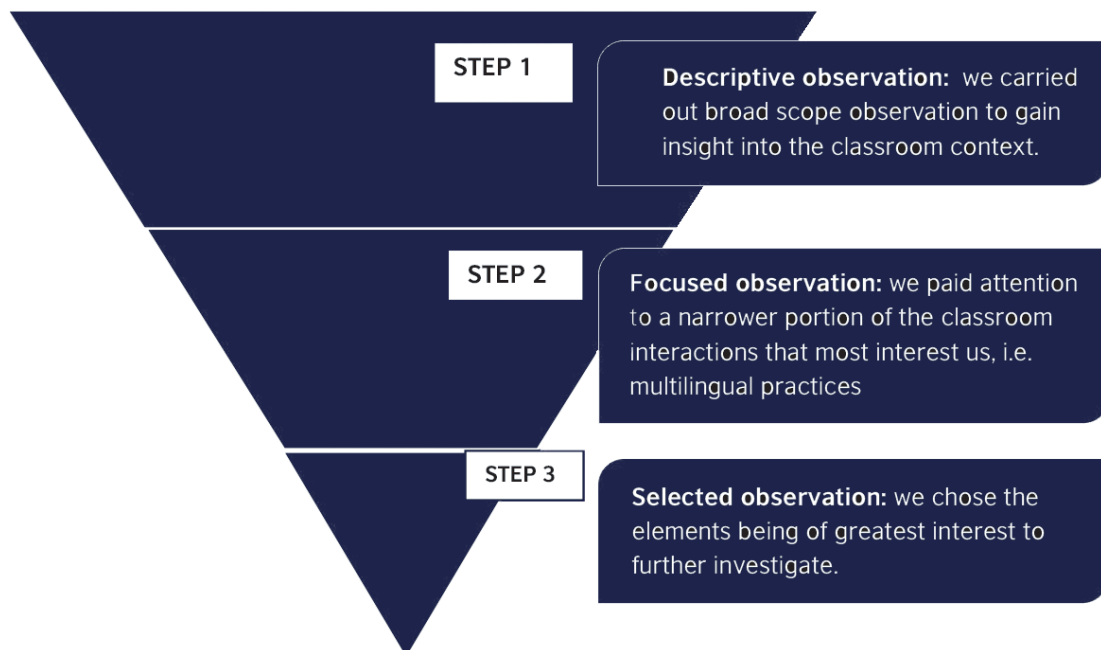 STEP 1
Descriptive observation: we carried
out broad scope observation to gain
insight into the classroom context.
STEP 2
Focused observation: we paid attention
to a narrower portion of the classroom
interactions that most interest us, i.e.
multilingual practices
STEP 3
Selected observation: we chose the
elements being of greatest interest to
further investigate.